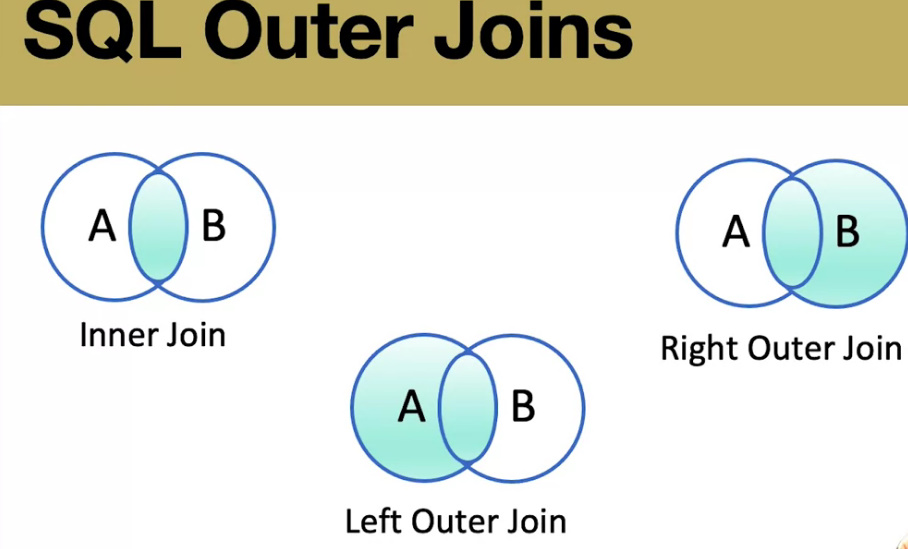 SQL Outer Joins
A B
Inner Join
A B
Right Outer Join
A B
Left Outer Join